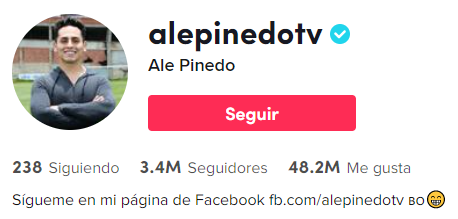 alepinedotv
Ale Pinedo
Seguir
238 Siguiendo 3.4M Seguidores 48.2M Me gusta
Sígueme en mi página de Facebook fb.com/alepinedotv BO😁